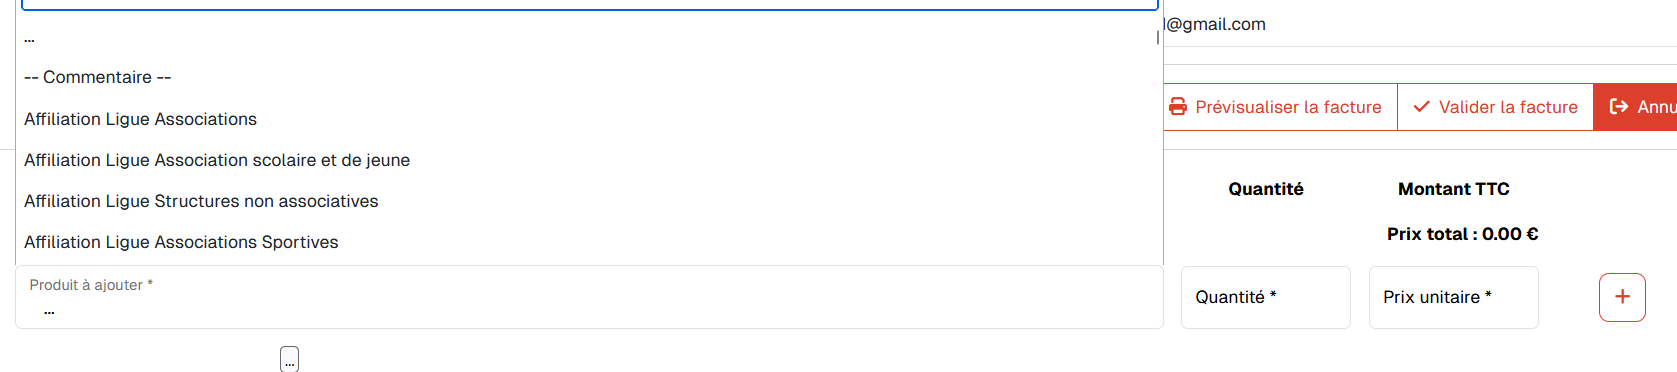 ...
@gmail.com
-- Commentaire --
Affiliation Ligue Associations
Affiliation Ligue Association scolaire et de jeune
Affiliation Ligue Structures non associatives
Affiliation Ligue Associations Sportives
Prévisualiser la facture
Valider la facture
Annu
Quantité
Montant TTC
Prix total : 0.00 €
Produit à ajouter *
...
Quantité *
Prix unitaire *
+
...